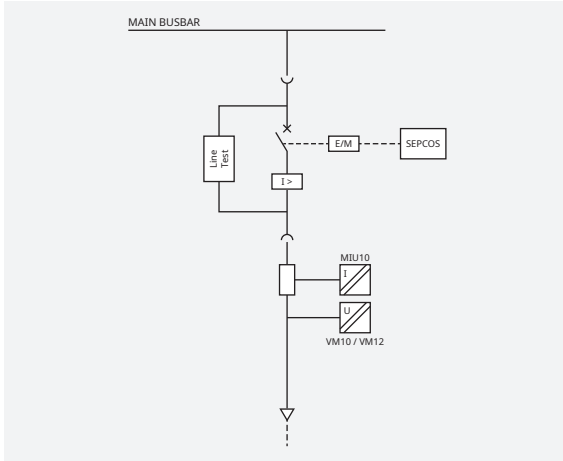 MAIN BUSBAR
Line
Test
E/M
SEPCOS
I >
MIU10
I
U
VM10 / VM12